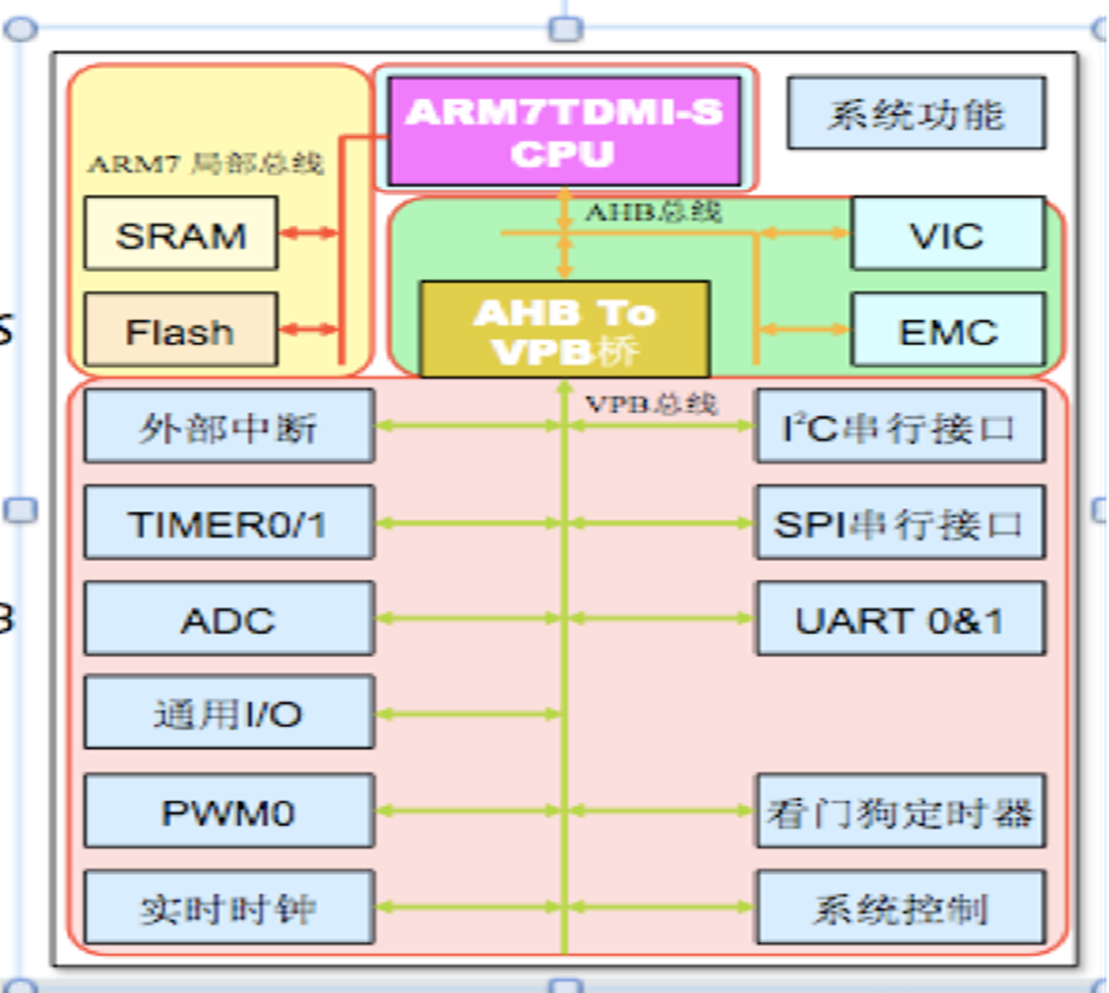 ARM7TDMI-S
CPU
系统功能
ARM7 局部总线
SRAM
AHB总线
VIC
Flash
AHB To
VPB桥
EMC
VPB总线
外部中断
I²C串行接口
TIMER0/1
SPI串行接口
ADC
UART 0&1
通用I/O
PWM0
看门狗定时器
实时时钟
系统控制